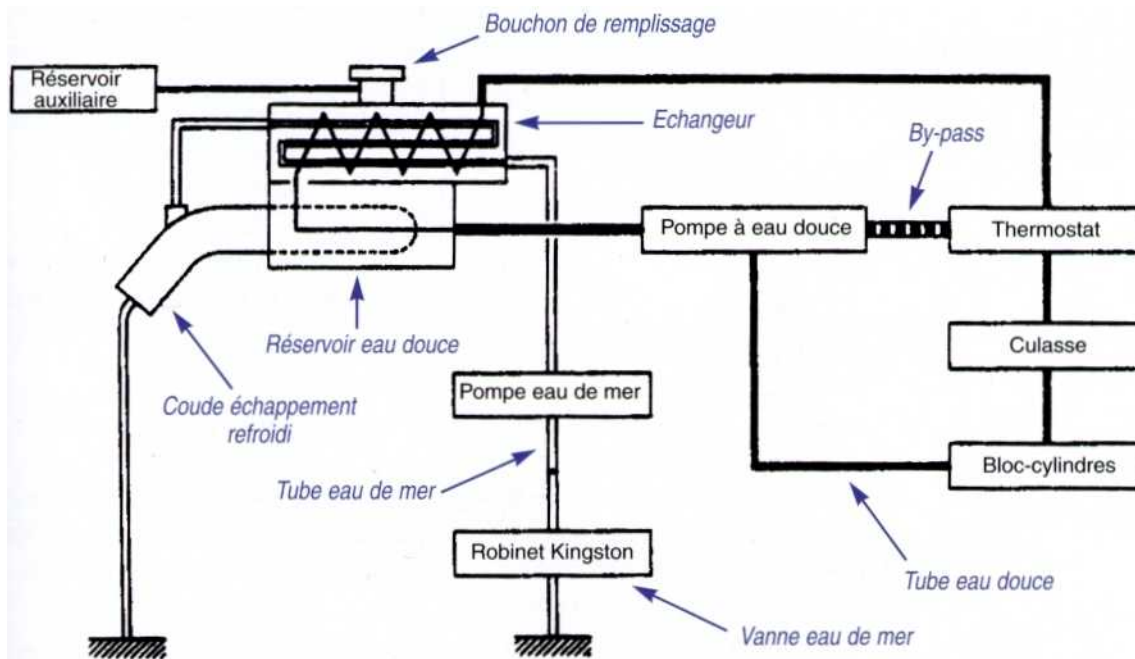 Bouchon de remplissage
Réservoir
auxiliaire
Echangeur
By-pass
Pompe à eau douce
Thermostat
Réservoir eau douce
Culasse
Coude échappement
refroidi
Pompe eau de mer
Bloc-cylindres
Tube eau de mer
Robinet Kingston
Tube eau douce
Vanne eau de mer